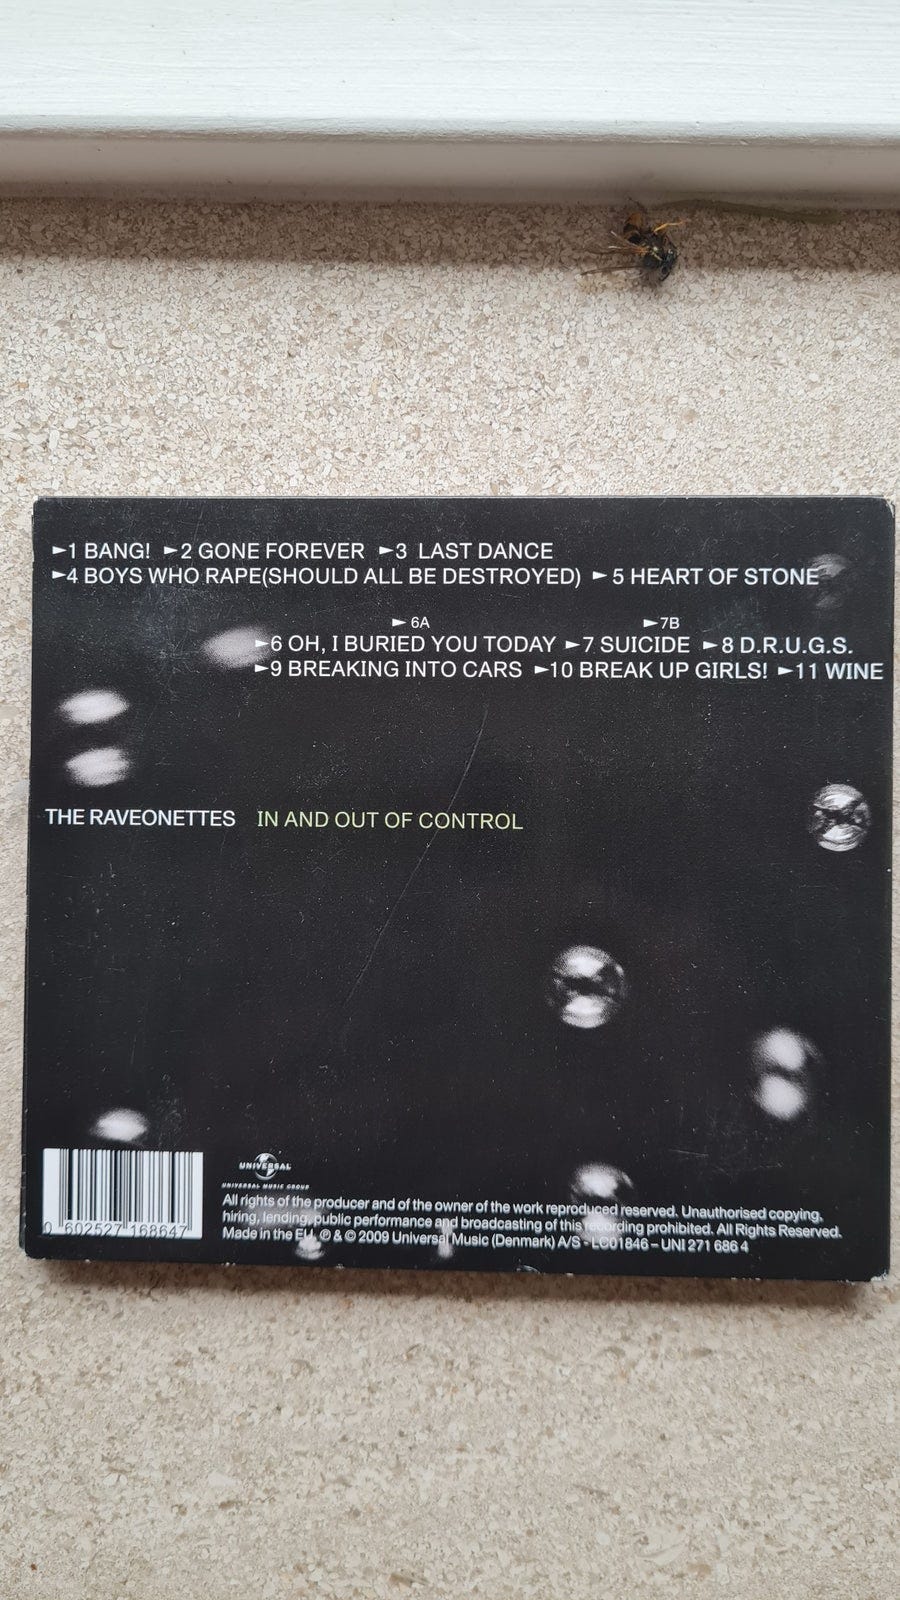 ►1 BANG! ►2 GONE FOREVER ►3 LAST DANCE
►4 BOYS WHO RAPE(SHOULD ALL BE DESTROYED) ► 5 HEART OF STONE
► 6A ► 7B
►6 OH, I BURIED YOU TODAY ►7 SUICIDE ►8 D.R.U.G.S.
►9 BREAKING INTO CARS ►10 BREAK UP GIRLS! ►11 WINE
THE RAVEONETTES IN AND OUT OF CONTROL
UNIVERSAL
UNIVERSAL MUSIC GROUP
0 602527 168647
All rights of the producer and of the owner of the work reproduced reserved. Unauthorised copying,
hiring, lending, public performance and broadcasting of this recording prohibited. All Rights Reserved.
Made in the EU. ℗ & © 2009 Universal Music (Denmark) A/S - LC01846 – UNI 271 686 4